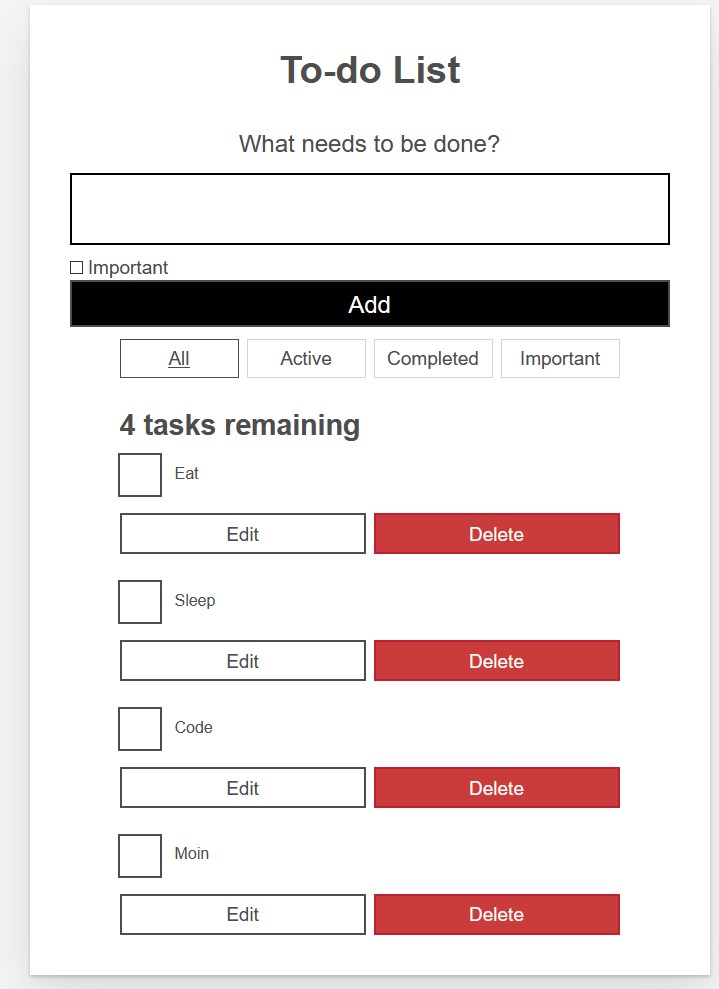 To-do List
What needs to be done?
Important
Add
All Active Completed Important
4 tasks remaining
Eat
Edit Delete
Sleep
Edit Delete
Code
Edit Delete
Moin
Edit Delete